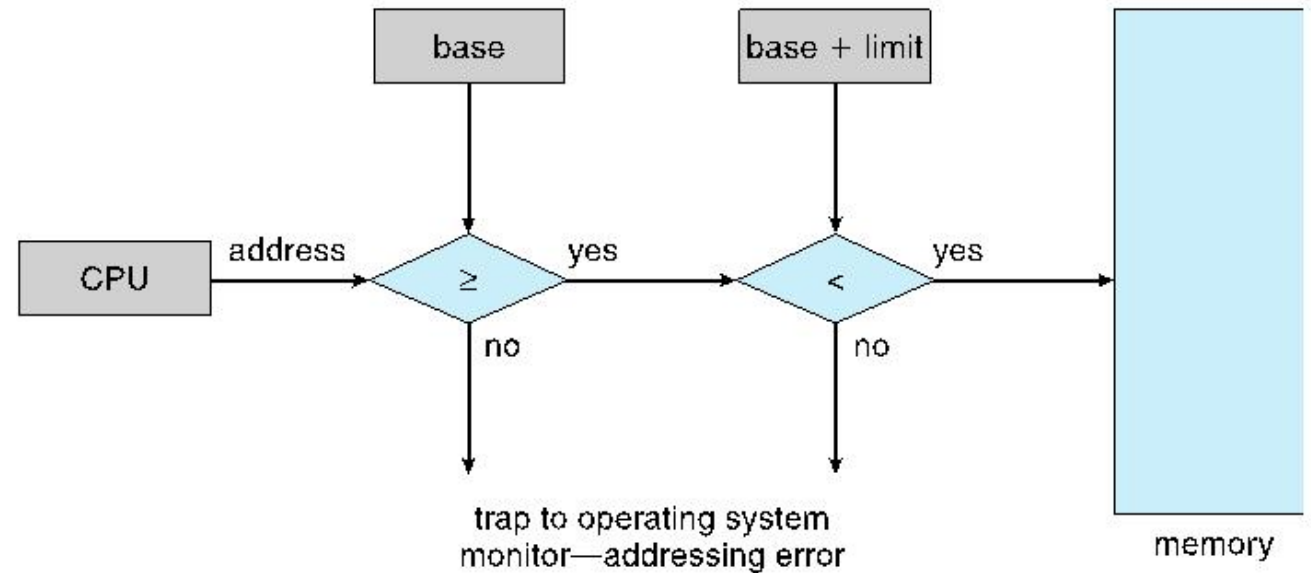 base
base + limit
CPU
address
≥
yes
<
yes
no
no
trap to operating system
monitor—addressing error
memory